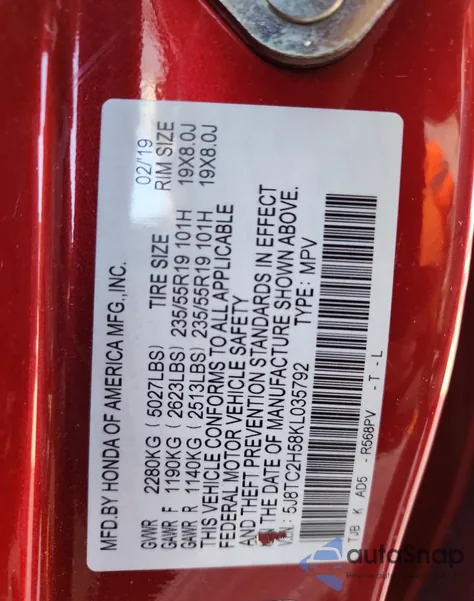 MFD.BY HONDA OF AMERICA MFG.,INC. 02/'19
GVWR 2280KG (5027LBS) TIRE SIZE RIM SIZE
GAWR F 1190KG (2623LBS) 235/55R19 101H 19X8.0J
GAWR R 1140KG (2513LBS) 235/55R19 101H 19X8.0J
THIS VEHICLE CONFORMS TO ALL APPLICABLE
FEDERAL MOTOR VEHICLE SAFETY
AND THEFT PREVENTION STANDARDS IN EFFECT
THE DATE OF MANUFACTURE SHOWN ABOVE.
V.I.N.: 5J8TC2H58KL035792 TYPE: MPV
TJB K AD5 - R568PV - T - L
autoSnap